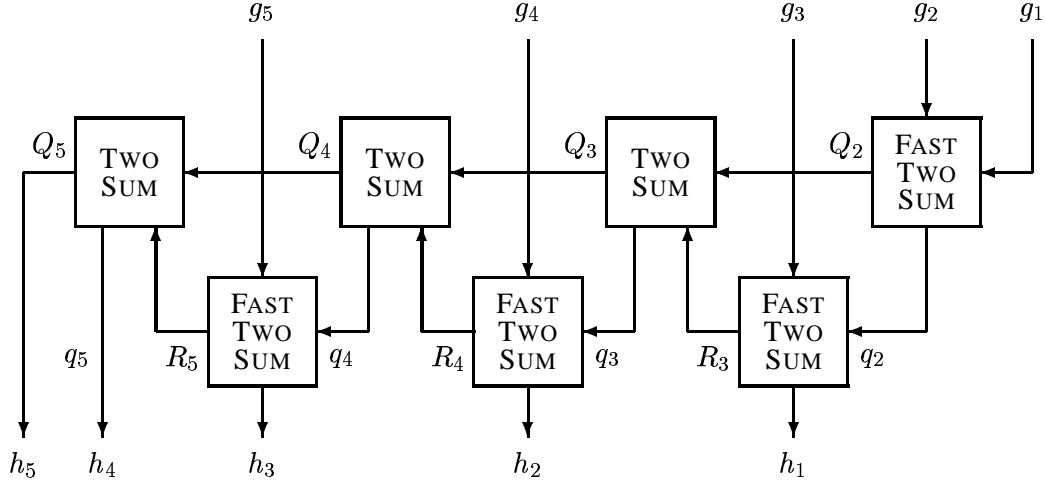 g₅ g₄ g₃ g₂ g₁
Q₅ TWO SUM Q₄ TWO SUM Q₃ TWO SUM Q₂ FAST TWO SUM
q₅ R₅ FAST TWO SUM q₄ R₄ FAST TWO SUM q₃ R₃ FAST TWO SUM q₂
h₅ h₄ h₃ h₂ h₁